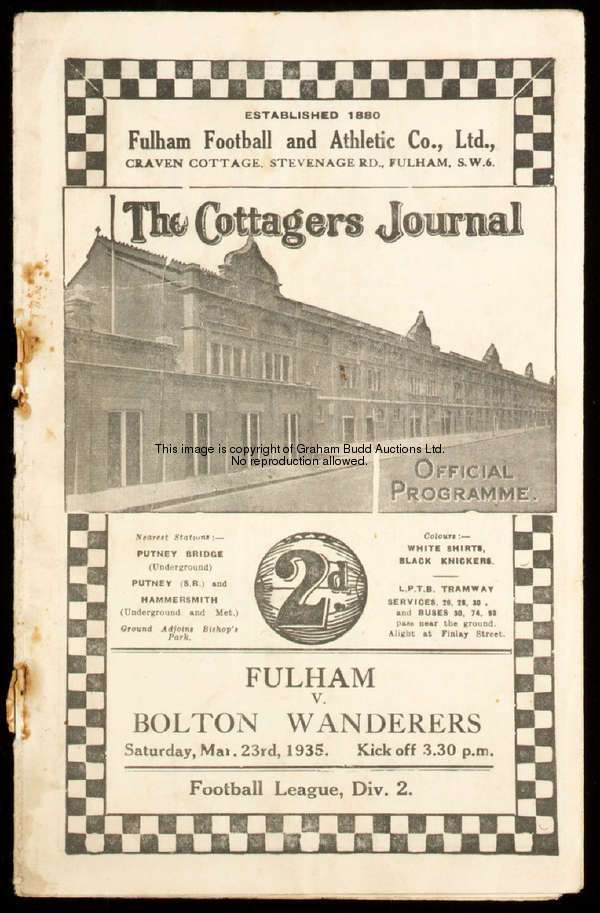 ESTABLISHED 1880
Fulham Football and Athletic Co., Ltd.,
CRAVEN COTTAGE, STEVENAGE RD., FULHAM, S.W.6.
The Cottagers Journal
This image is copyright of Graham Budd Auctions Ltd.
No reproduction allowed.
OFFICIAL
PROGRAMME.
Nearest Stations :—
PUTNEY BRIDGE
(Underground)
PUTNEY (S.R.) and
HAMMERSMITH
(Underground and Met.)
Ground Adjoins Bishop's
Park.
2d.
Colours :—
WHITE SHIRTS,
BLACK KNICKERS.
L.P.T.B. TRAMWAY
SERVICES, 26, 28, 30,
and BUSES 30, 74, 93
pass near the ground.
Alight at Finlay Street.
FULHAM
V.
BOLTON WANDERERS
Saturday, Mar. 23rd, 1935. Kick off 3.30 p.m.
Football League, Div. 2.